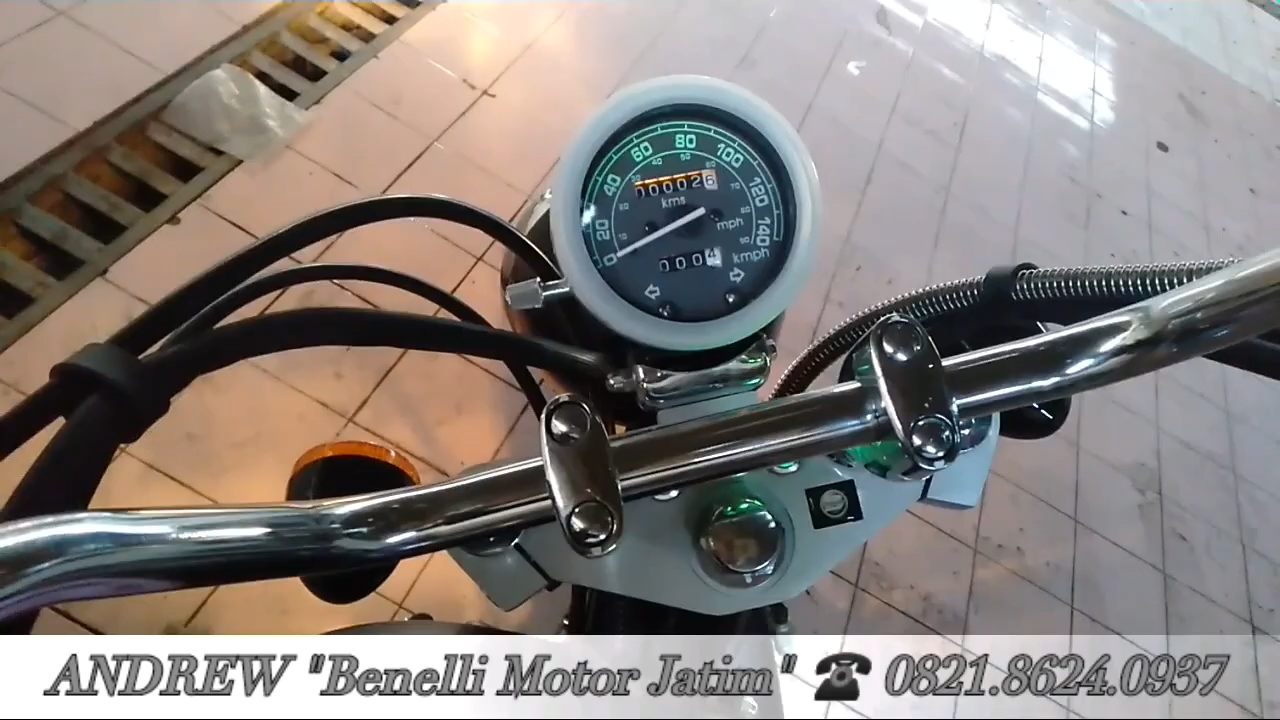 0 20 40 60 80 100 120 140
000026
kms
mph
kmph
000
ANDREW "Benelli Motor Jatim" ☎ 0821.8624.0937